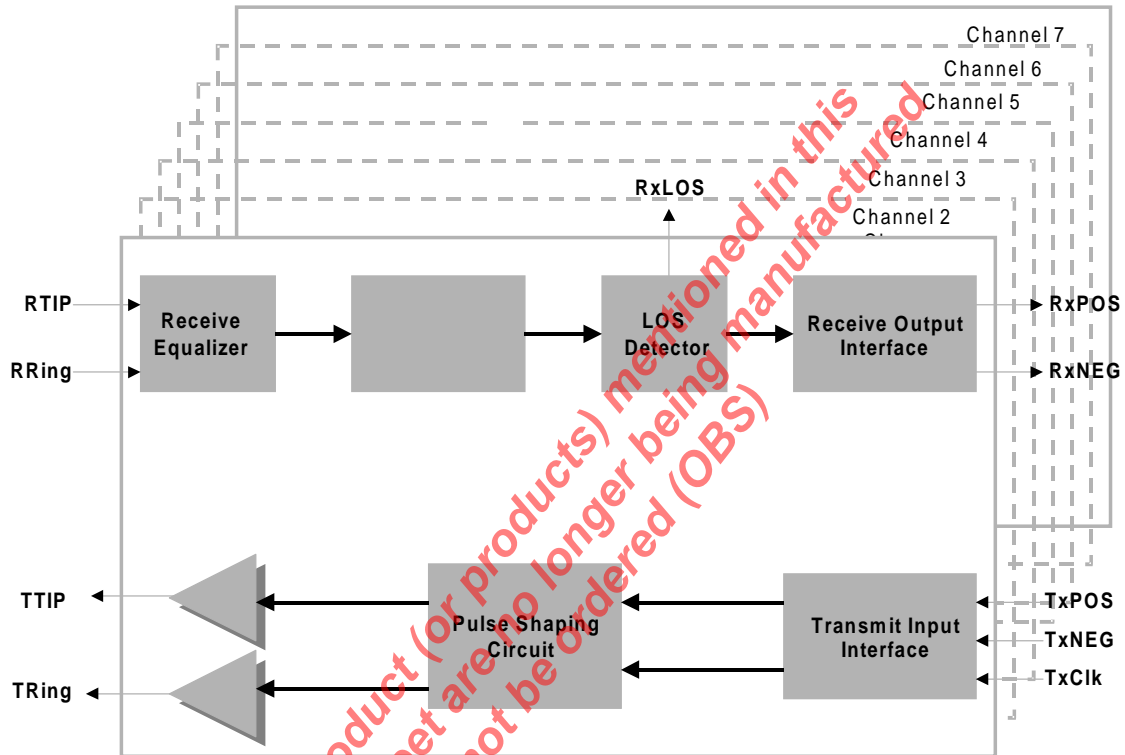 Channel 7
Channel 6
Channel 5
Channel 4
Channel 3
Channel 2
RxLOS
RTIP
RRing
Receive
Equalizer
LOS
Detector
Receive Output
Interface
RxPOS
RxNEG
TTIP
TRing
Pulse Shaping
Circuit
Transmit Input
Interface
TxPOS
TxNEG
TxClk
product (or products) mentioned in this
are no longer being manufactured
not be ordered (OBS)